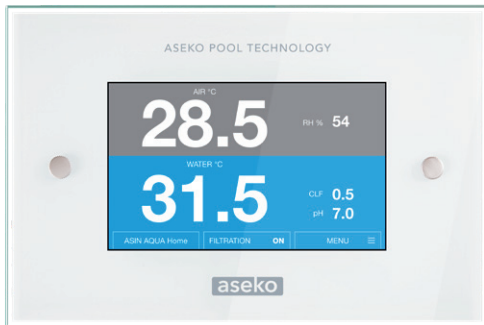 ASEKO POOL TECHNOLOGY
AIR °C
28.5
RH % 54
WATER °C
31.5
CLF 0.5
pH 7.0
ASIN AQUA Home FILTRATION ON MENU
aseko